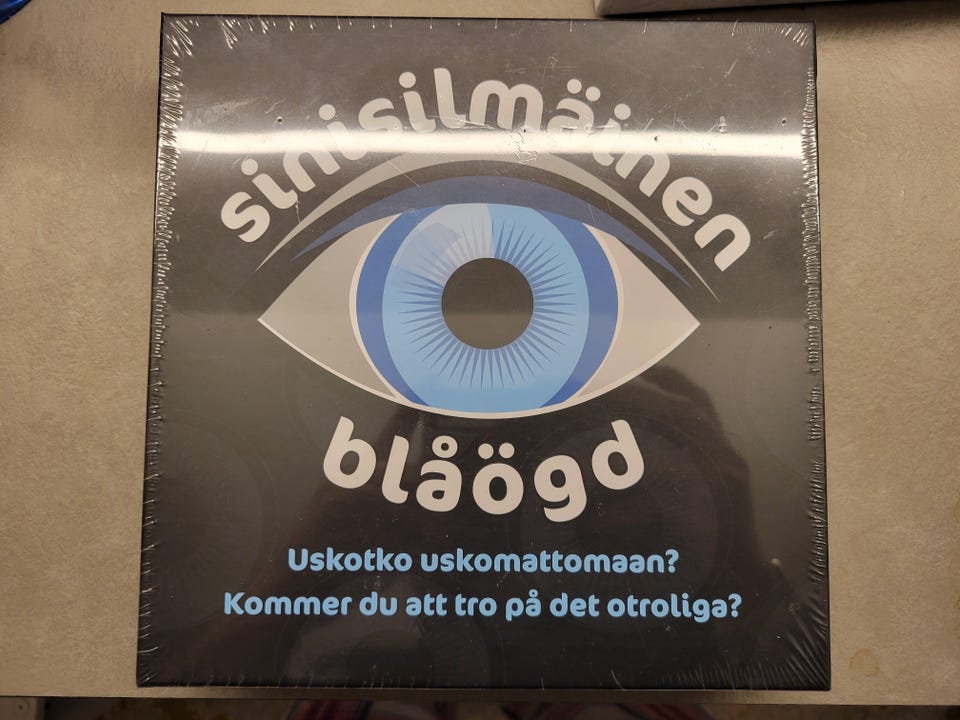 sinisilmäinen
blåögd
Uskotko uskomattomaan?
Kommer du att tro på det otroliga?